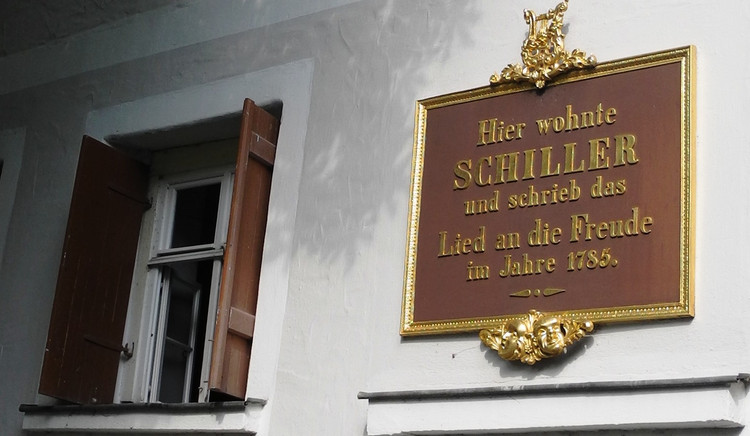 Hier wohnte
SCHILLER
und schrieb das
Lied an die Freude
im Jahre 1785.